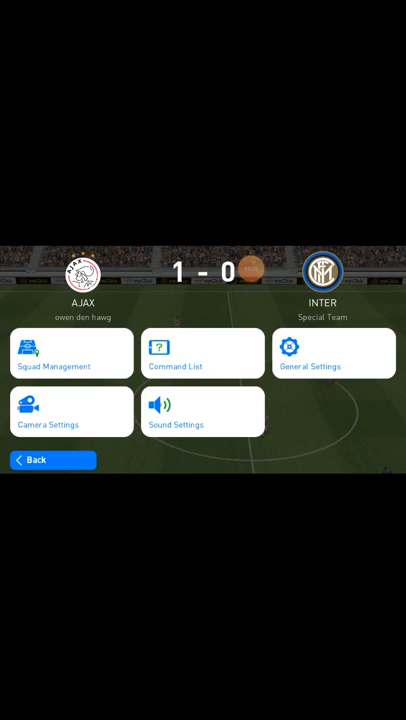 1 - 0
AJAX
INTER
owen den hawg
Special Team
Squad Management
Command List
General Settings
Camera Settings
Sound Settings
Back